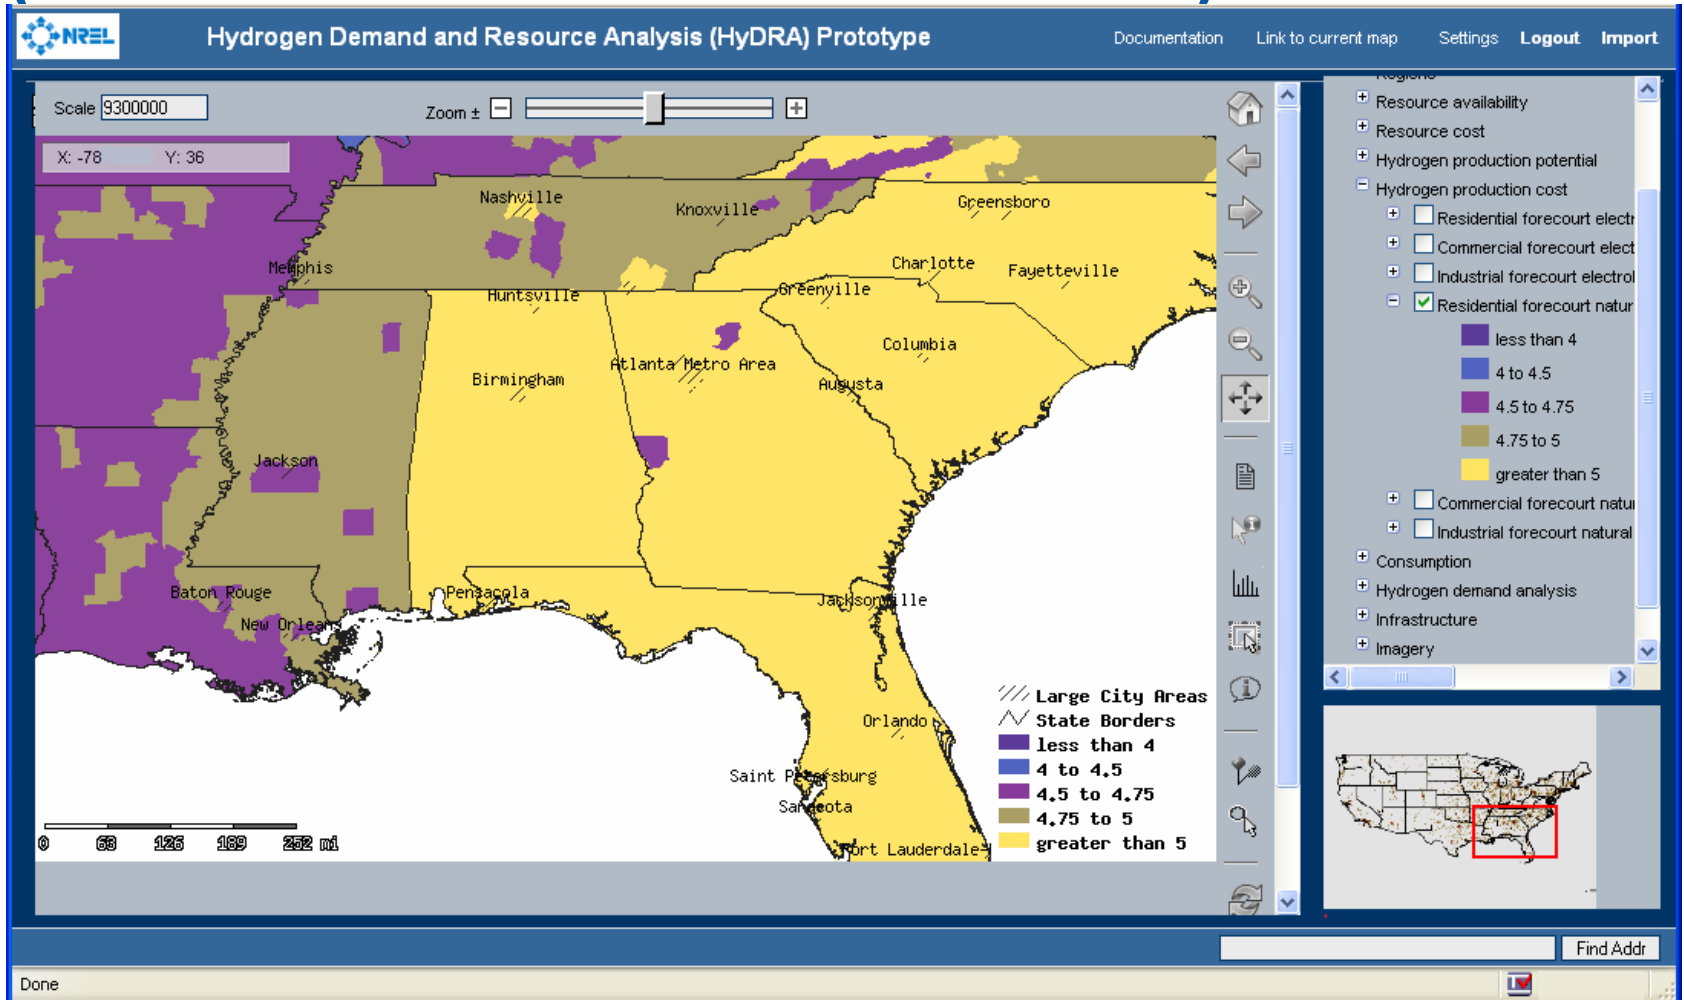 NREL
Hydrogen Demand and Resource Analysis (HyDRA) Prototype
Documentation Link to current map Settings Logout Import
Scale 9300000
Zoom ±
X: -78 Y: 36
Nashville
Knoxville
Greensboro
Memphis
Charlotte
Fayetteville
Huntsville
Greenville
Columbia
Atlanta Metro Area
Birmingham
Augusta
Jackson
Baton Rouge
Pensacola
Jacksonville
New Orleans
Orlando
Saint Petersburg
Sarasota
Fort Lauderdale
Large City Areas
State Borders
less than 4
4 to 4.5
4.5 to 4.75
4.75 to 5
greater than 5
0 63 126 189 252 mi
Regions
Resource availability
Resource cost
Hydrogen production potential
Hydrogen production cost
Residential forecourt electr
Commercial forecourt elect
Industrial forecourt electrol
Residential forecourt natur
less than 4
4 to 4.5
4.5 to 4.75
4.75 to 5
greater than 5
Commercial forecourt natu
Industrial forecourt natural
Consumption
Hydrogen demand analysis
Infrastructure
Imagery
Find Addr
Done